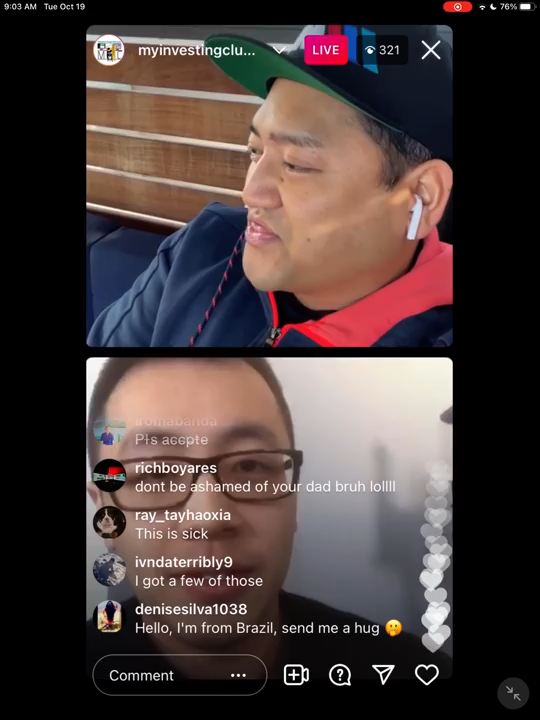 9:03 AM Tue Oct 19
76%
myinvestingclu...
LIVE
321
Pls accpte
richboyares
dont be ashamed of your dad bruh lollll
ray_tayhaoxia
This is sick
ivndaterribly9
I got a few of those
denisesilva1038
Hello, I'm from Brazil, send me a hug 🤭
Comment